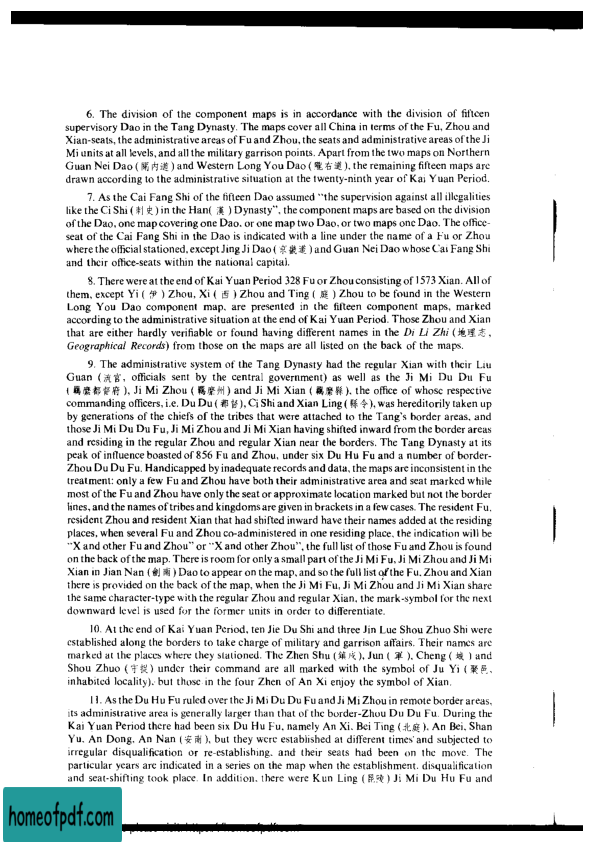 6. The division of the component maps is in accordance with the division of fifteen
supervisory Dao in the Tang Dynasty. The maps cover all China in terms of the Fu, Zhou and
Xian-seats, the administrative areas of Fu and Zhou, the seats and administrative areas of the Ji
Mi units at all levels, and all the military garrison points. Apart from the two maps on Northern
Guan Nei Dao (關內道) and Western Long You Dao (隴右道), the remaining fifteen maps are
drawn according to the administrative situation at the twenty-ninth year of Kai Yuan Period.
7. As the Cai Fang Shi of the fifteen Dao assumed "the supervision against all illegalities
like the Ci Shi (刺史) in the Han (漢) Dynasty", the component maps are based on the division
of the Dao, one map covering one Dao, or one map two Dao, or two maps one Dao. The office-
seat of the Cai Fang Shi in the Dao is indicated with a line under the name of a Fu or Zhou
where the official stationed, except Jing Ji Dao (京畿道) and Guan Nei Dao whose Cai Fang Shi
and their office-seats within the national capital.
8. There were at the end of Kai Yuan Period 328 Fu or Zhou consisting of 1573 Xian. All of
them, except Yi (伊) Zhou, Xi (西) Zhou and Ting (庭) Zhou to be found in the Western
Long You Dao component map, are presented in the fifteen component maps, marked
according to the administrative situation at the end of Kai Yuan Period. Those Zhou and Xian
that are either hardly verifiable or found having different names in the Di Li Zhi (地理志,
Geographical Records) from those on the maps are all listed on the back of the maps.
9. The administrative system of the Tang Dynasty had the regular Xian with their Liu
Guan (流官, officials sent by the central government) as well as the Ji Mi Du Du Fu
(羈縻都督府), Ji Mi Zhou (羈縻州) and Ji Mi Xian (羈縻縣), the office of whose respective
commanding officers, i.e. Du Du (都督), Ci Shi and Xian Ling (縣令), was hereditorily taken up
by generations of the chiefs of the tribes that were attached to the Tang's border areas, and
those Ji Mi Du Du Fu, Ji Mi Zhou and Ji Mi Xian having shifted inward from the border areas
and residing in the regular Zhou and regular Xian near the borders. The Tang Dynasty at its
peak of influence boasted of 856 Fu and Zhou, under six Du Hu Fu and a number of border-
Zhou Du Du Fu. Handicapped by inadequate records and data, the maps are inconsistent in the
treatment: only a few Fu and Zhou have both their administrative area and seat marked while
most of the Fu and Zhou have only the seat or approximate location marked but not the border
lines, and the names of tribes and kingdoms are given in brackets in a few cases. The resident Fu,
resident Zhou and resident Xian that had shifted inward have their names added at the residing
places, when several Fu and Zhou co-administered in one residing place, the indication will be
"X and other Fu and Zhou" or "X and other Zhou", the full list of those Fu and Zhou is found
on the back of the map. There is room for only a small part of the Ji Mi Fu, Ji Mi Zhou and Ji Mi
Xian in Jian Nan (劍南) Dao to appear on the map, and so the full list of the Fu, Zhou and Xian
there is provided on the back of the map, when the Ji Mi Fu, Ji Mi Zhou and Ji Mi Xian share
the same character-type with the regular Zhou and regular Xian, the mark-symbol for the next
downward level is used for the former units in order to differentiate.
10. At the end of Kai Yuan Period, ten Jie Du Shi and three Jin Lue Shou Zhuo Shi were
established along the borders to take charge of military and garrison affairs. Their names are
marked at the places where they stationed. The Zhen Shu (鎮戍), Jun (軍), Cheng (城) and
Shou Zhuo (守捉) under their command are all marked with the symbol of Ju Yi (聚邑,
inhabited locality), but those in the four Zhen of An Xi enjoy the symbol of Xian.
11. As the Du Hu Fu ruled over the Ji Mi Du Du Fu and Ji Mi Zhou in remote border areas,
its administrative area is generally larger than that of the border-Zhou Du Du Fu. During the
Kai Yuan Period there had been six Du Hu Fu, namely An Xi, Bei Ting (北庭), An Bei, Shan
Yu, An Dong, An Nan (安南), but they were established at different times and subjected to
irregular disqualification or re-establishing, and their seats had been on the move. The
particular years are indicated in a series on the map when the establishment, disqualification
and seat-shifting took place. In addition, there were Kun Ling (昆陵) Ji Mi Du Hu Fu and
homeofpdf.com